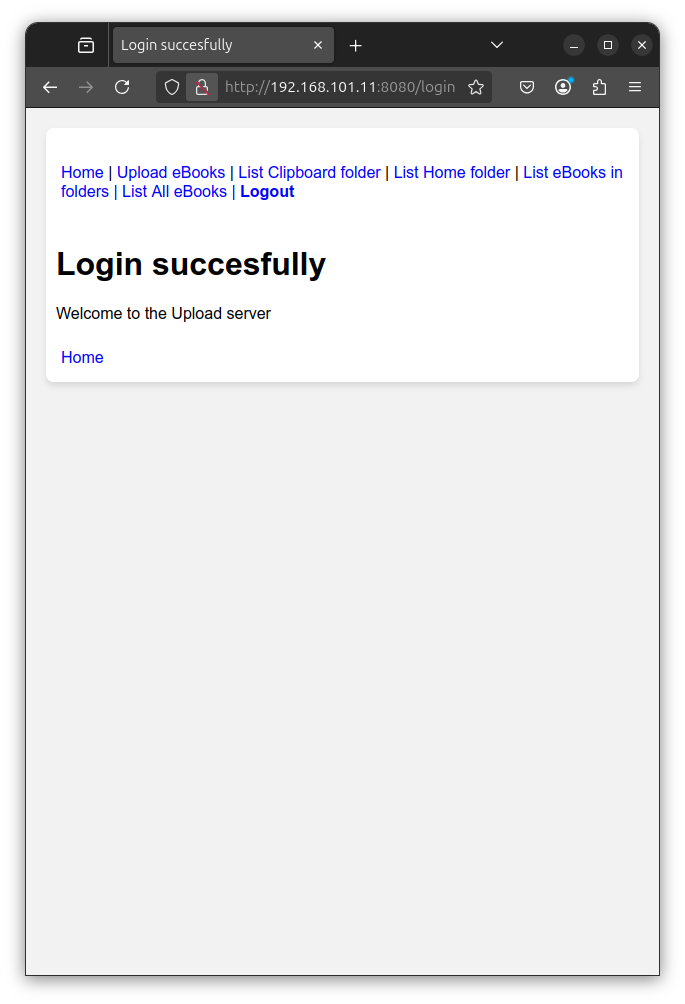 Login succesfully
http://192.168.101.11:8080/login
Home | Upload eBooks | List Clipboard folder | List Home folder | List eBooks in
folders | List All eBooks | Logout
Login succesfully
Welcome to the Upload server
Home